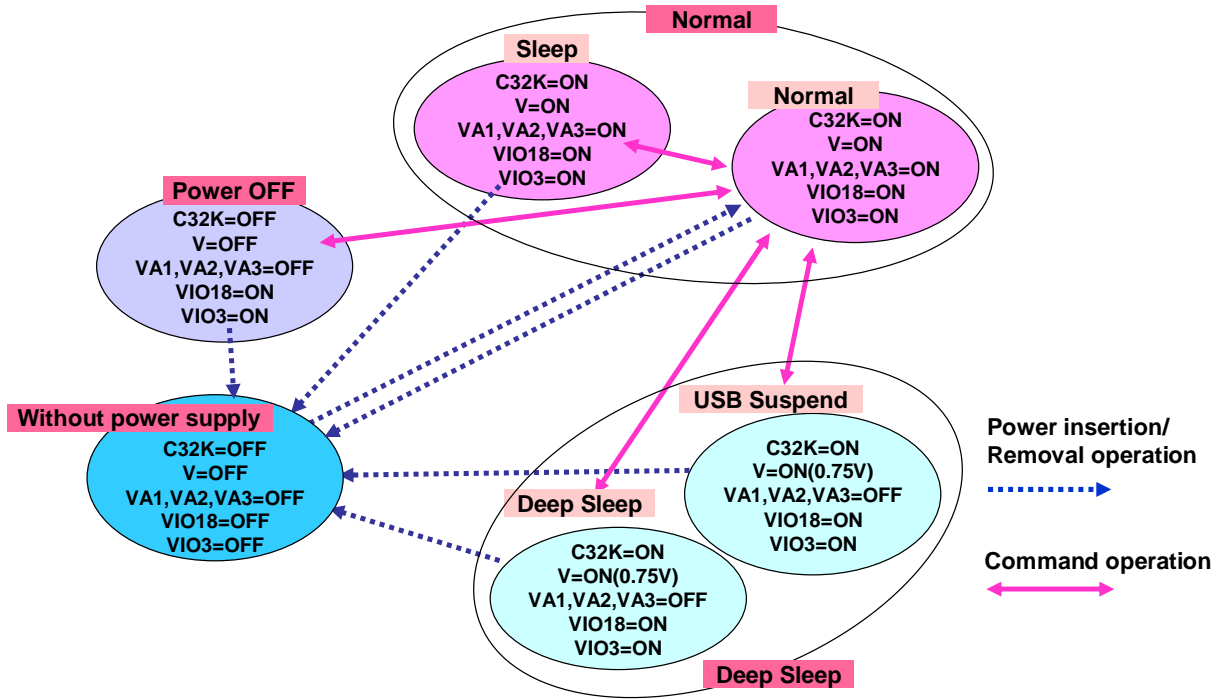 Normal
Sleep
C32K=ON
V=ON
VA1,VA2,VA3=ON
VIO18=ON
VIO3=ON
Normal
C32K=ON
V=ON
VA1,VA2,VA3=ON
VIO18=ON
VIO3=ON
Power OFF
C32K=OFF
V=OFF
VA1,VA2,VA3=OFF
VIO18=ON
VIO3=ON
Without power supply
C32K=OFF
V=OFF
VA1,VA2,VA3=OFF
VIO18=OFF
VIO3=OFF
USB Suspend
C32K=ON
V=ON(0.75V)
VA1,VA2,VA3=OFF
VIO18=ON
VIO3=ON
Deep Sleep
C32K=ON
V=ON(0.75V)
VA1,VA2,VA3=OFF
VIO18=ON
VIO3=ON
Deep Sleep
Power insertion/
Removal operation
Command operation